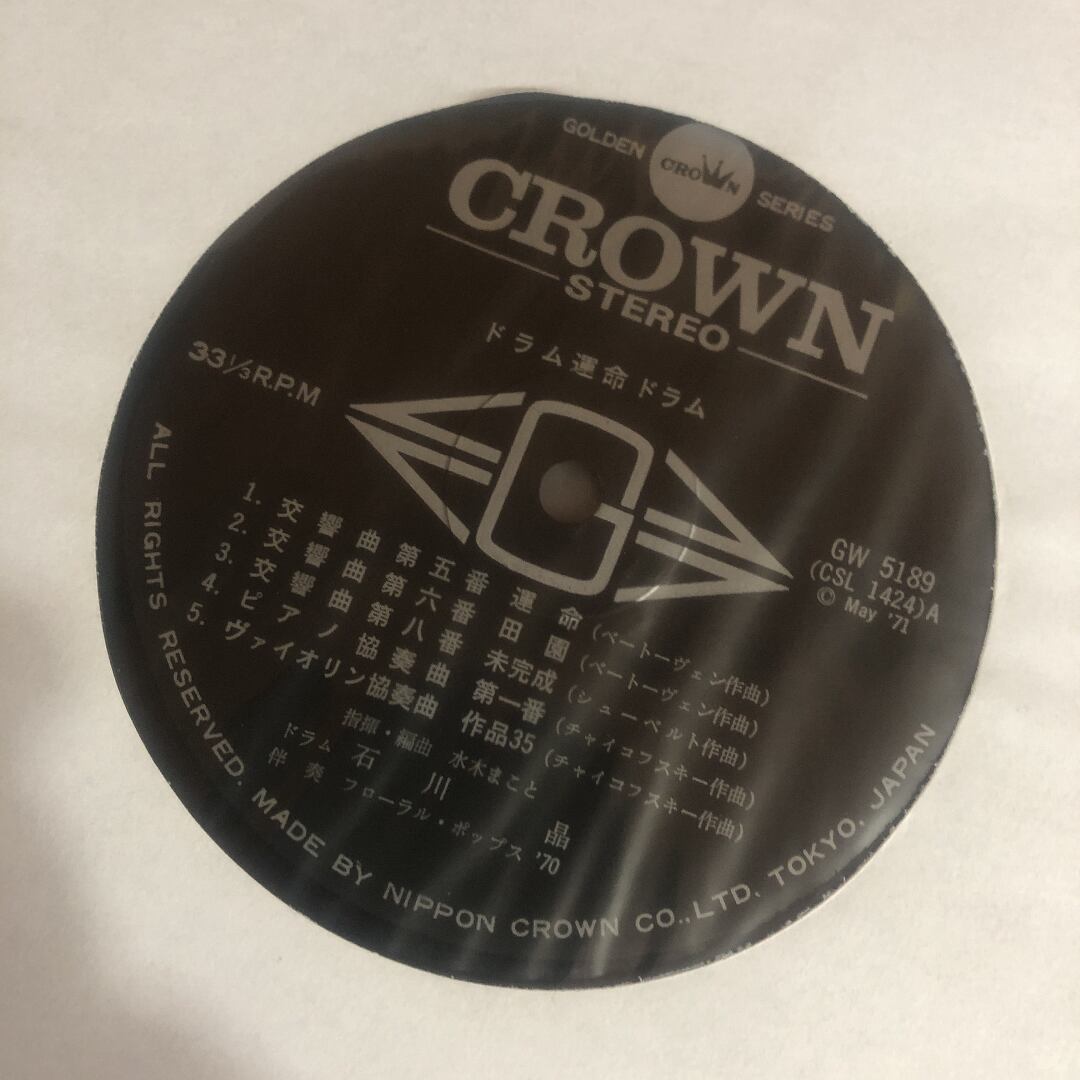 GOLDEN CROWN SERIES
CROWN
STEREO
ドラム運命ドラム
33⅓R.P.M
GW 5189
(CSL 1424)A
© May '71
1. 交響曲第五番 運命 (ベートーヴェン作曲)
2. 交響曲第六番 田園 (ベートーヴェン作曲)
3. 交響曲第八番 未完成 (シューベルト作曲)
4. ピアノ協奏曲 第一番 (チャイコフスキー作曲)
5. ヴァイオリン協奏曲 作品35 (チャイコフスキー作曲)
指揮・編曲 水木まこと
ドラム 石川 晶
伴奏 フローラル・ポップス '70
ALL RIGHTS RESERVED. MADE BY NIPPON CROWN CO.,LTD. TOKYO, JAPAN